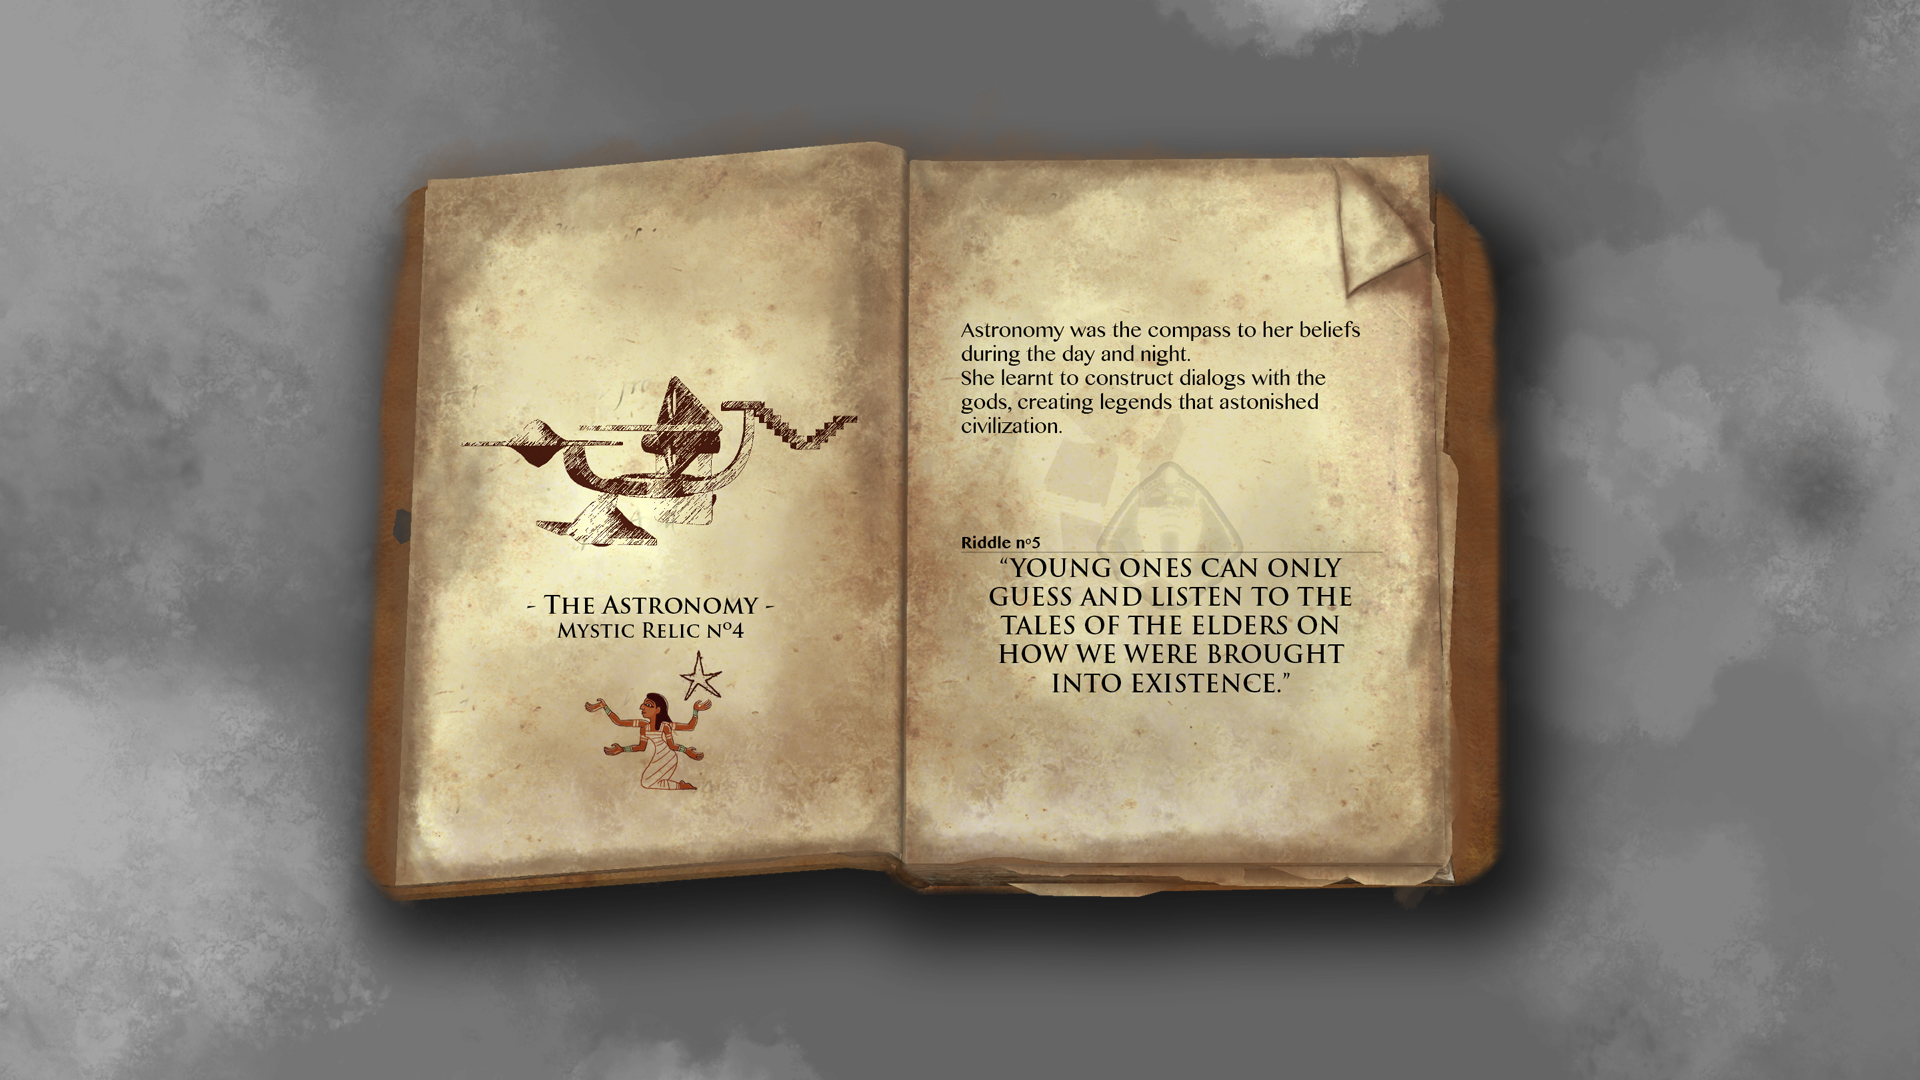 - The Astronomy -
Mystic Relic nº4
Astronomy was the compass to her beliefs
during the day and night.
She learnt to construct dialogs with the
gods, creating legends that astonished
civilization.
Riddle nº5
“YOUNG ONES CAN ONLY
GUESS AND LISTEN TO THE
TALES OF THE ELDERS ON
HOW WE WERE BROUGHT
INTO EXISTENCE.”